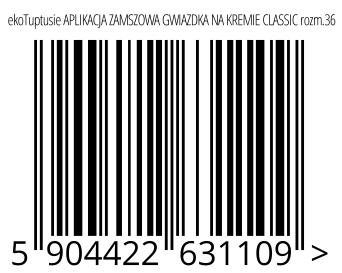 ekoTuptusie APLIKACJA ZAMSZOWA GWIAZDKA NA KREMIE CLASSIC rozm.36
5 904422 631109 >